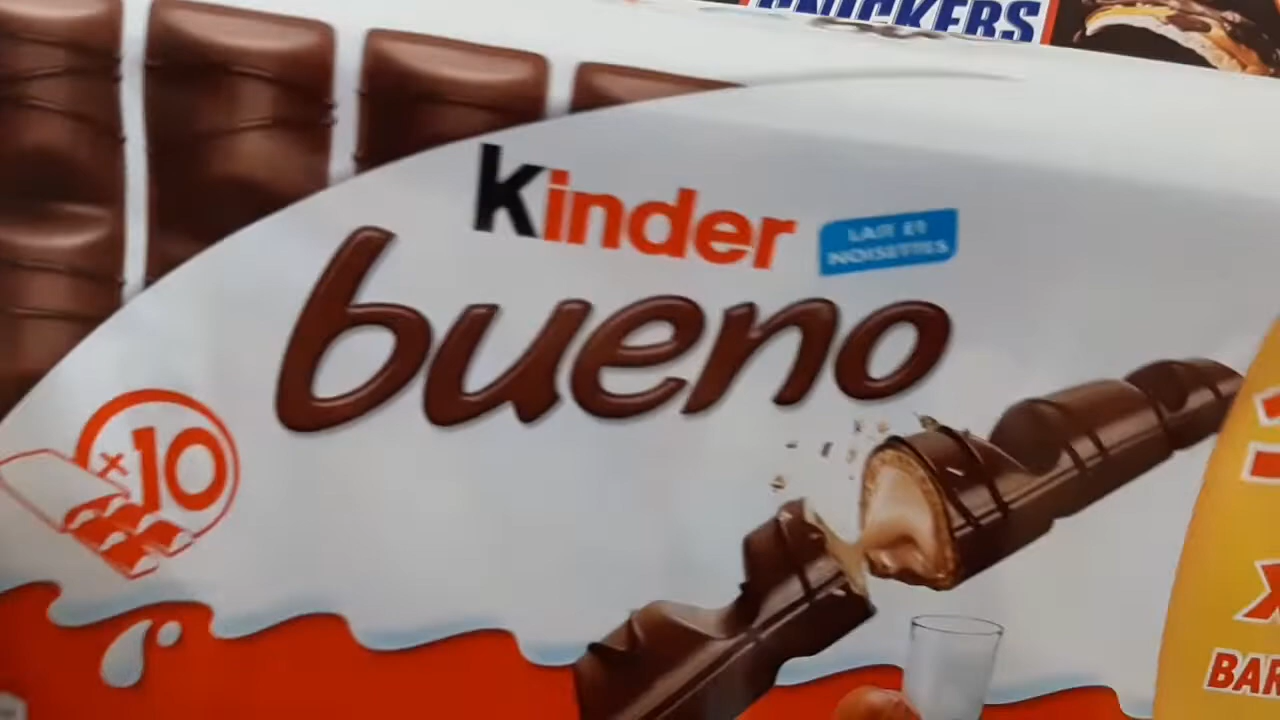 SNICKERS
Kinder
LAIT ET
NOISETTES
bueno
x10
x
BAR